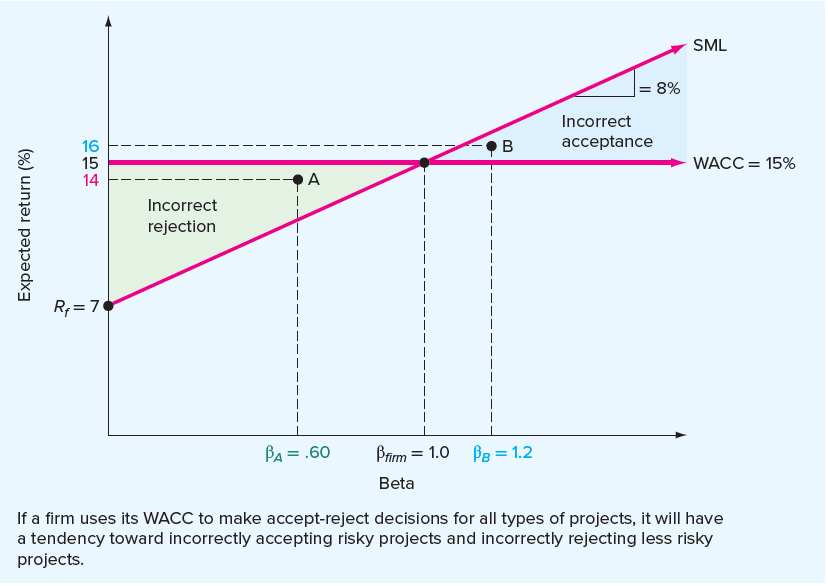 SML
= 8%
Incorrect
acceptance
16
B
15
WACC = 15%
14
A
Incorrect
rejection
Expected return (%)
Rf = 7
βA = .60
βfirm = 1.0
βB = 1.2
Beta
If a firm uses its WACC to make accept-reject decisions for all types of projects, it will have
a tendency toward incorrectly accepting risky projects and incorrectly rejecting less risky
projects.